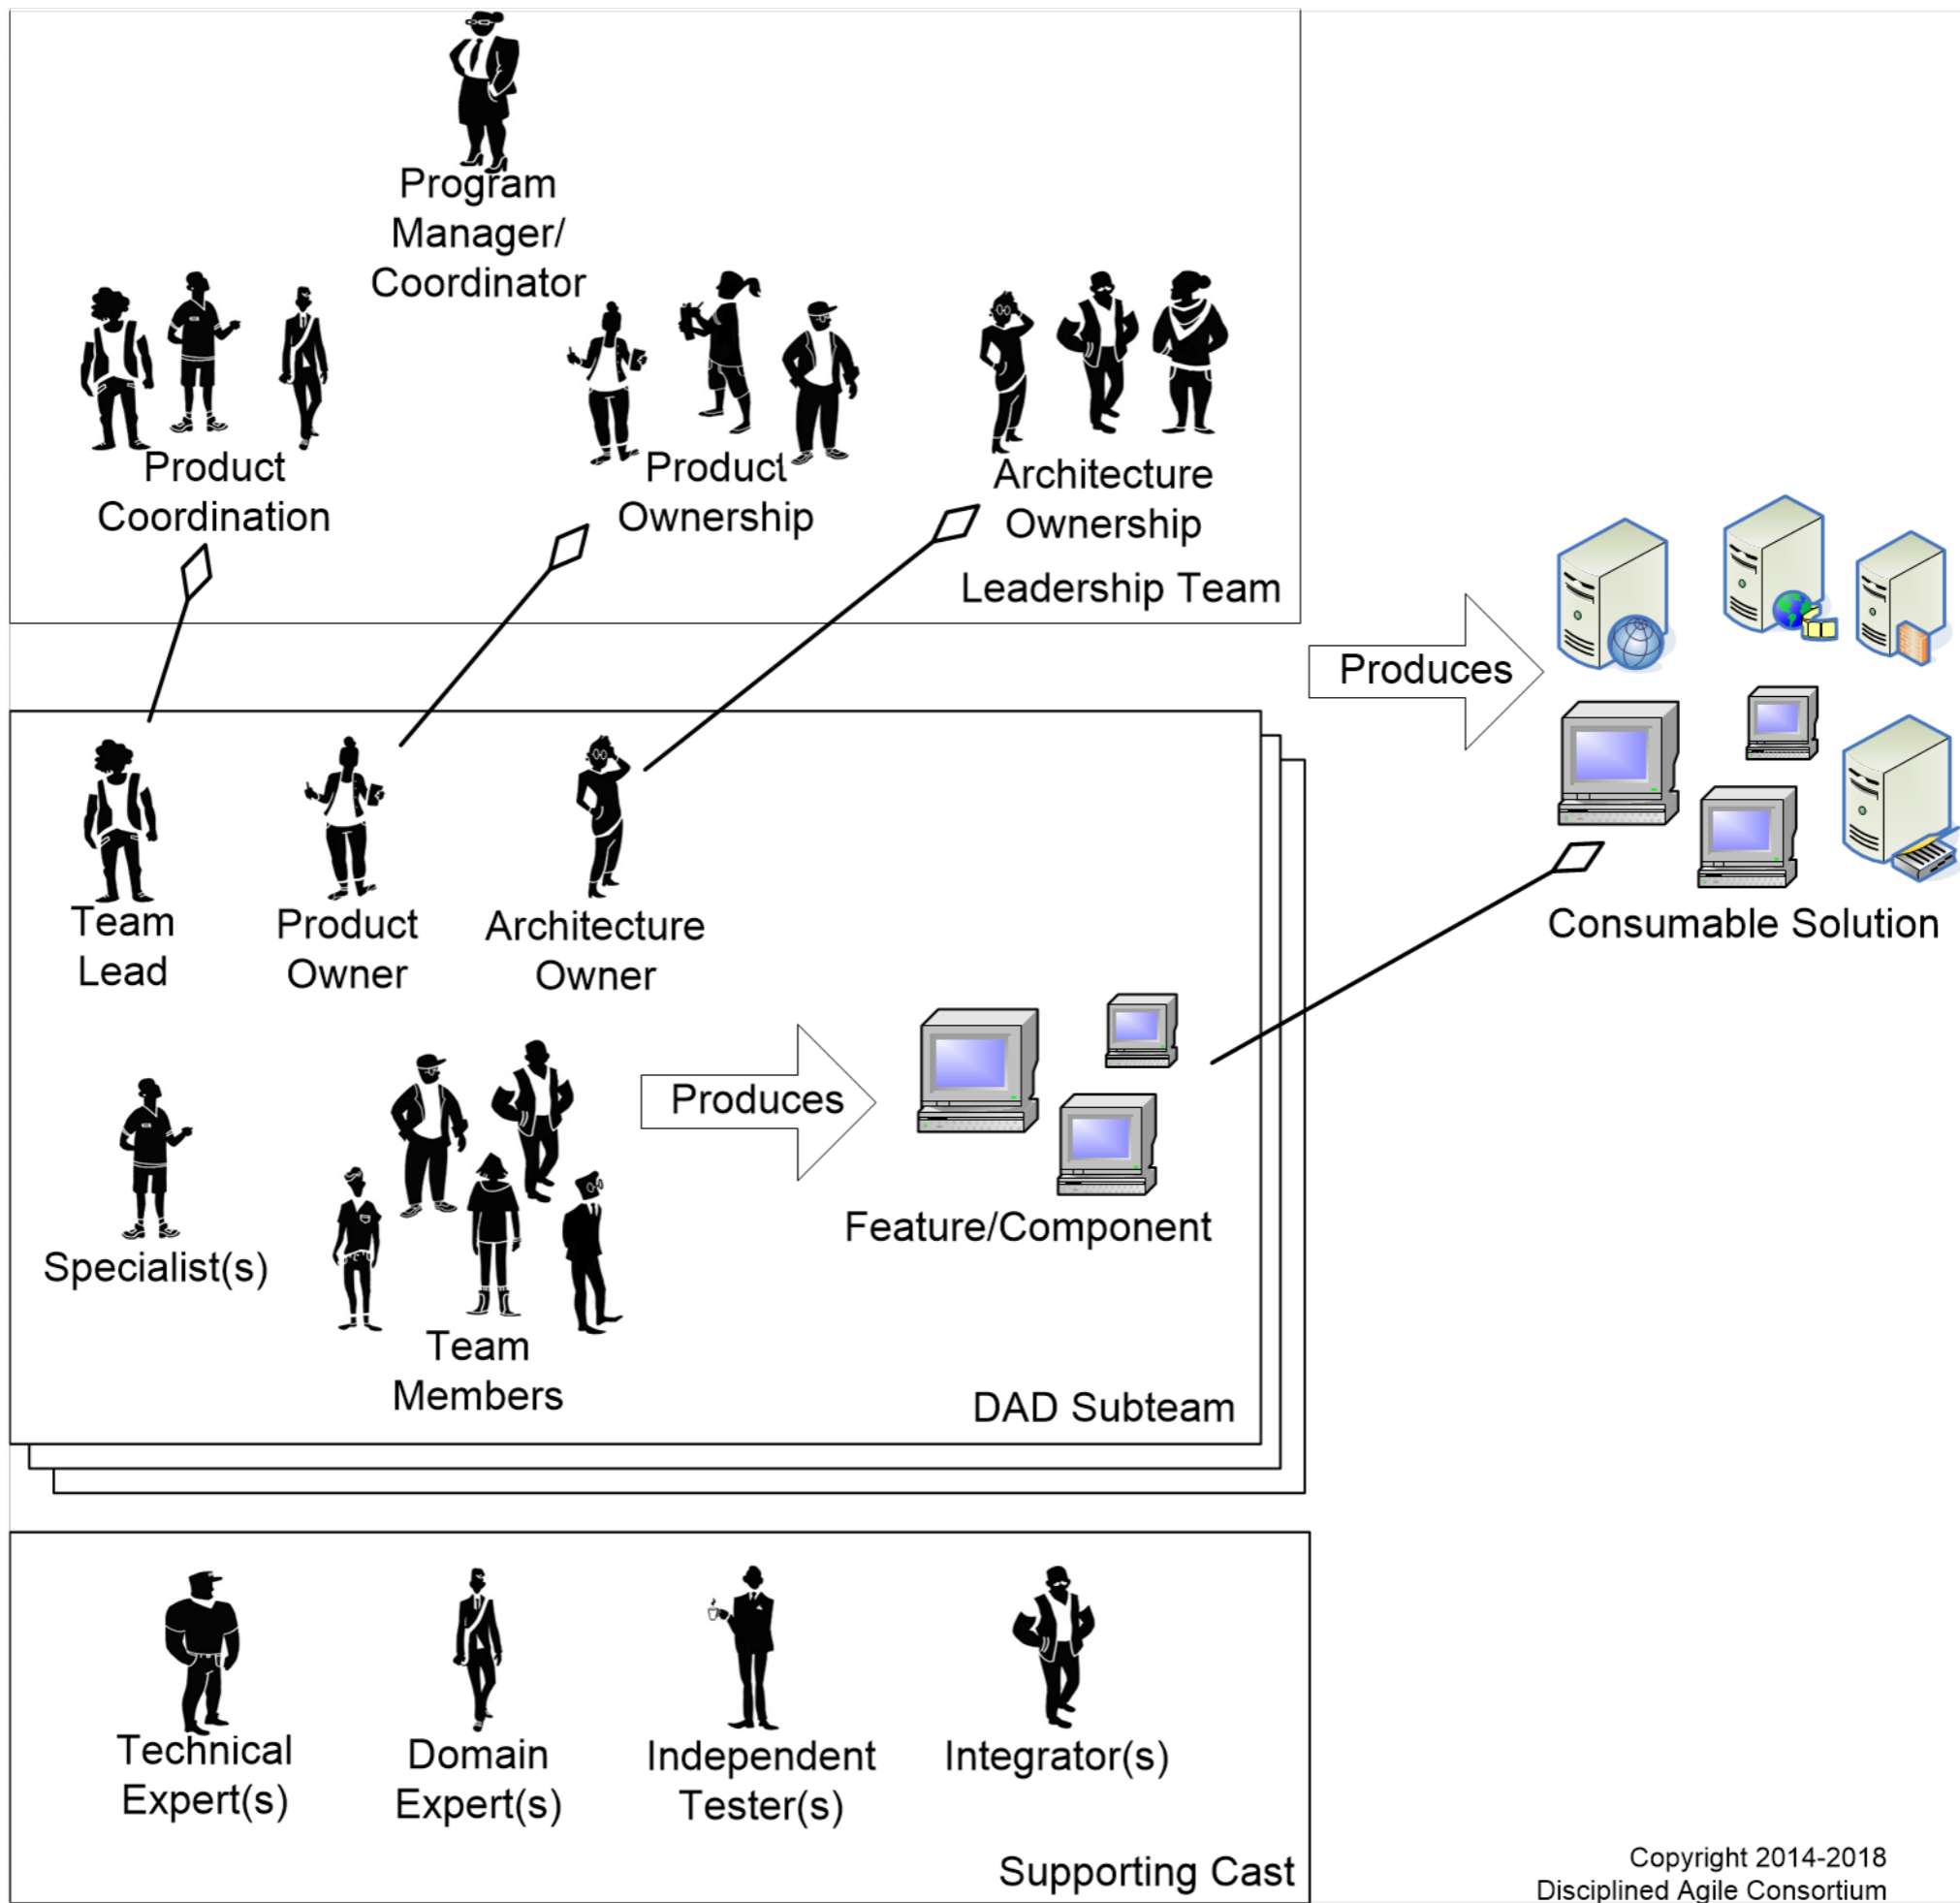 Program
Manager/
Coordinator
Product
Coordination
Product
Ownership
Architecture
Ownership
Leadership Team
Produces
Consumable Solution
Team
Lead
Product
Owner
Architecture
Owner
Specialist(s)
Team
Members
Produces
Feature/Component
DAD Subteam
Technical
Expert(s)
Domain
Expert(s)
Independent
Tester(s)
Integrator(s)
Supporting Cast
Copyright 2014-2018
Disciplined Agile Consortium